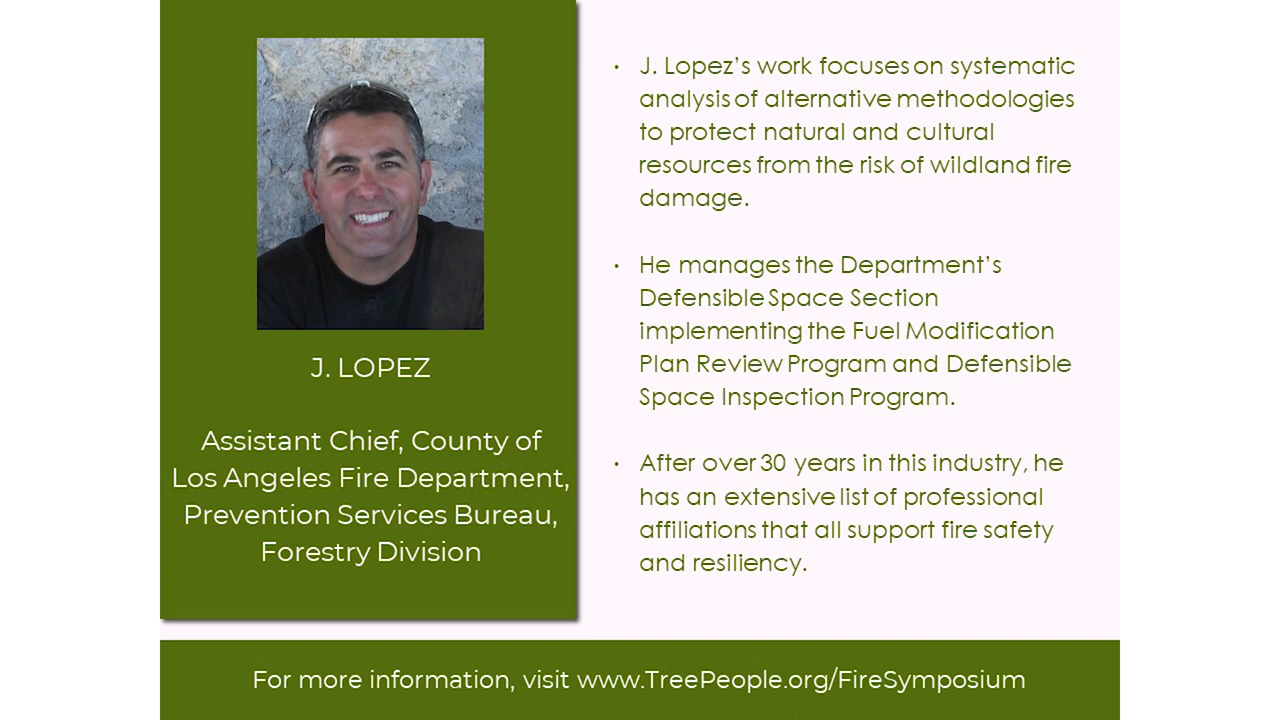 J. LOPEZ
Assistant Chief, County of
Los Angeles Fire Department,
Prevention Services Bureau,
Forestry Division
• J. Lopez’s work focuses on systematic
analysis of alternative methodologies
to protect natural and cultural
resources from the risk of wildland fire
damage.
• He manages the Department’s
Defensible Space Section
implementing the Fuel Modification
Plan Review Program and Defensible
Space Inspection Program.
• After over 30 years in this industry, he
has an extensive list of professional
affiliations that all support fire safety
and resiliency.
For more information, visit www.TreePeople.org/FireSymposium